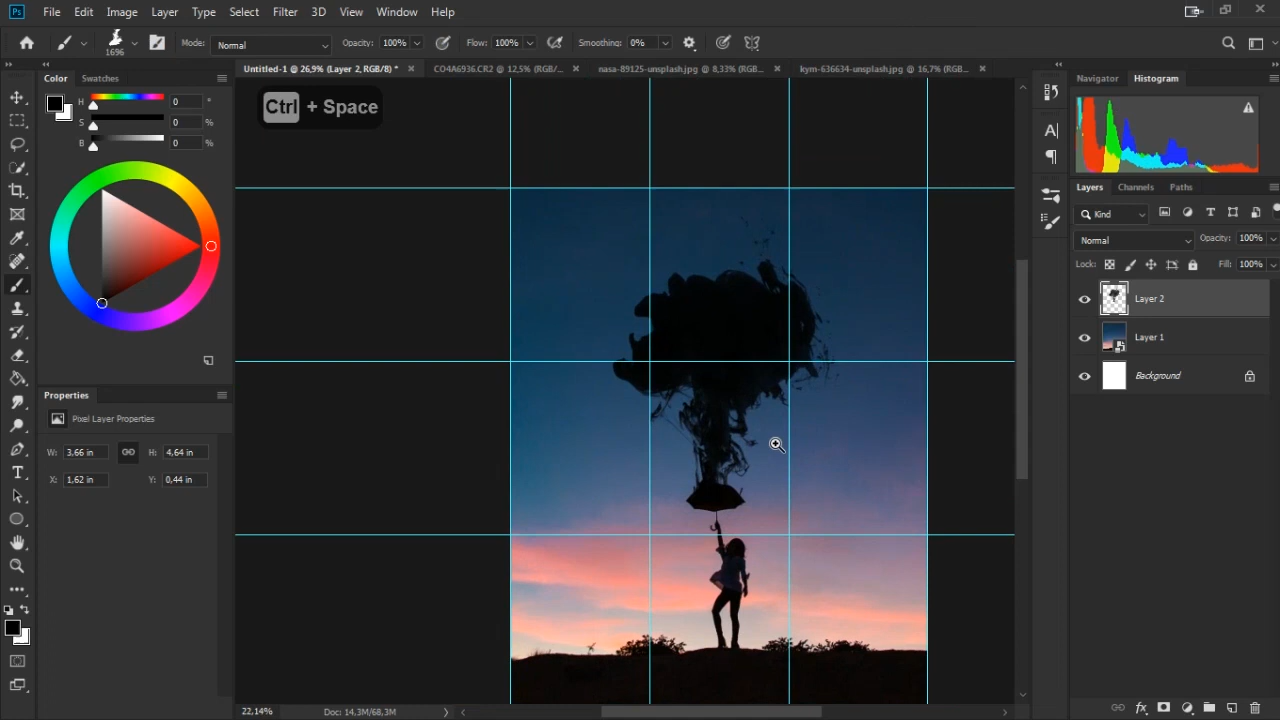 Ps File Edit Image Layer Type Select Filter 3D View Window Help
1696 Mode: Normal Opacity: 100% Flow: 100% Smoothing: 0%
Color Swatches
Untitled-1 @ 26,9% (Layer 2, RGB/8) * CO4A6936.CR2 @ 12,5% (RGB/... nasa-89125-unsplash.jpg @ 8,33% (RGB... kym-636634-unsplash.jpg @ 16,7% (RGB...
Navigator Histogram
H 0 °
S 0 %
B 0 %
Ctrl + Space
Layers Channels Paths
Kind
Normal Opacity: 100%
Lock: Fill: 100%
Layer 2
Layer 1
Background
Properties
Pixel Layer Properties
W: 3,66 in H: 4,64 in
X: 1,62 in Y: 0,44 in
22,14% Doc: 14,3M/68,3M